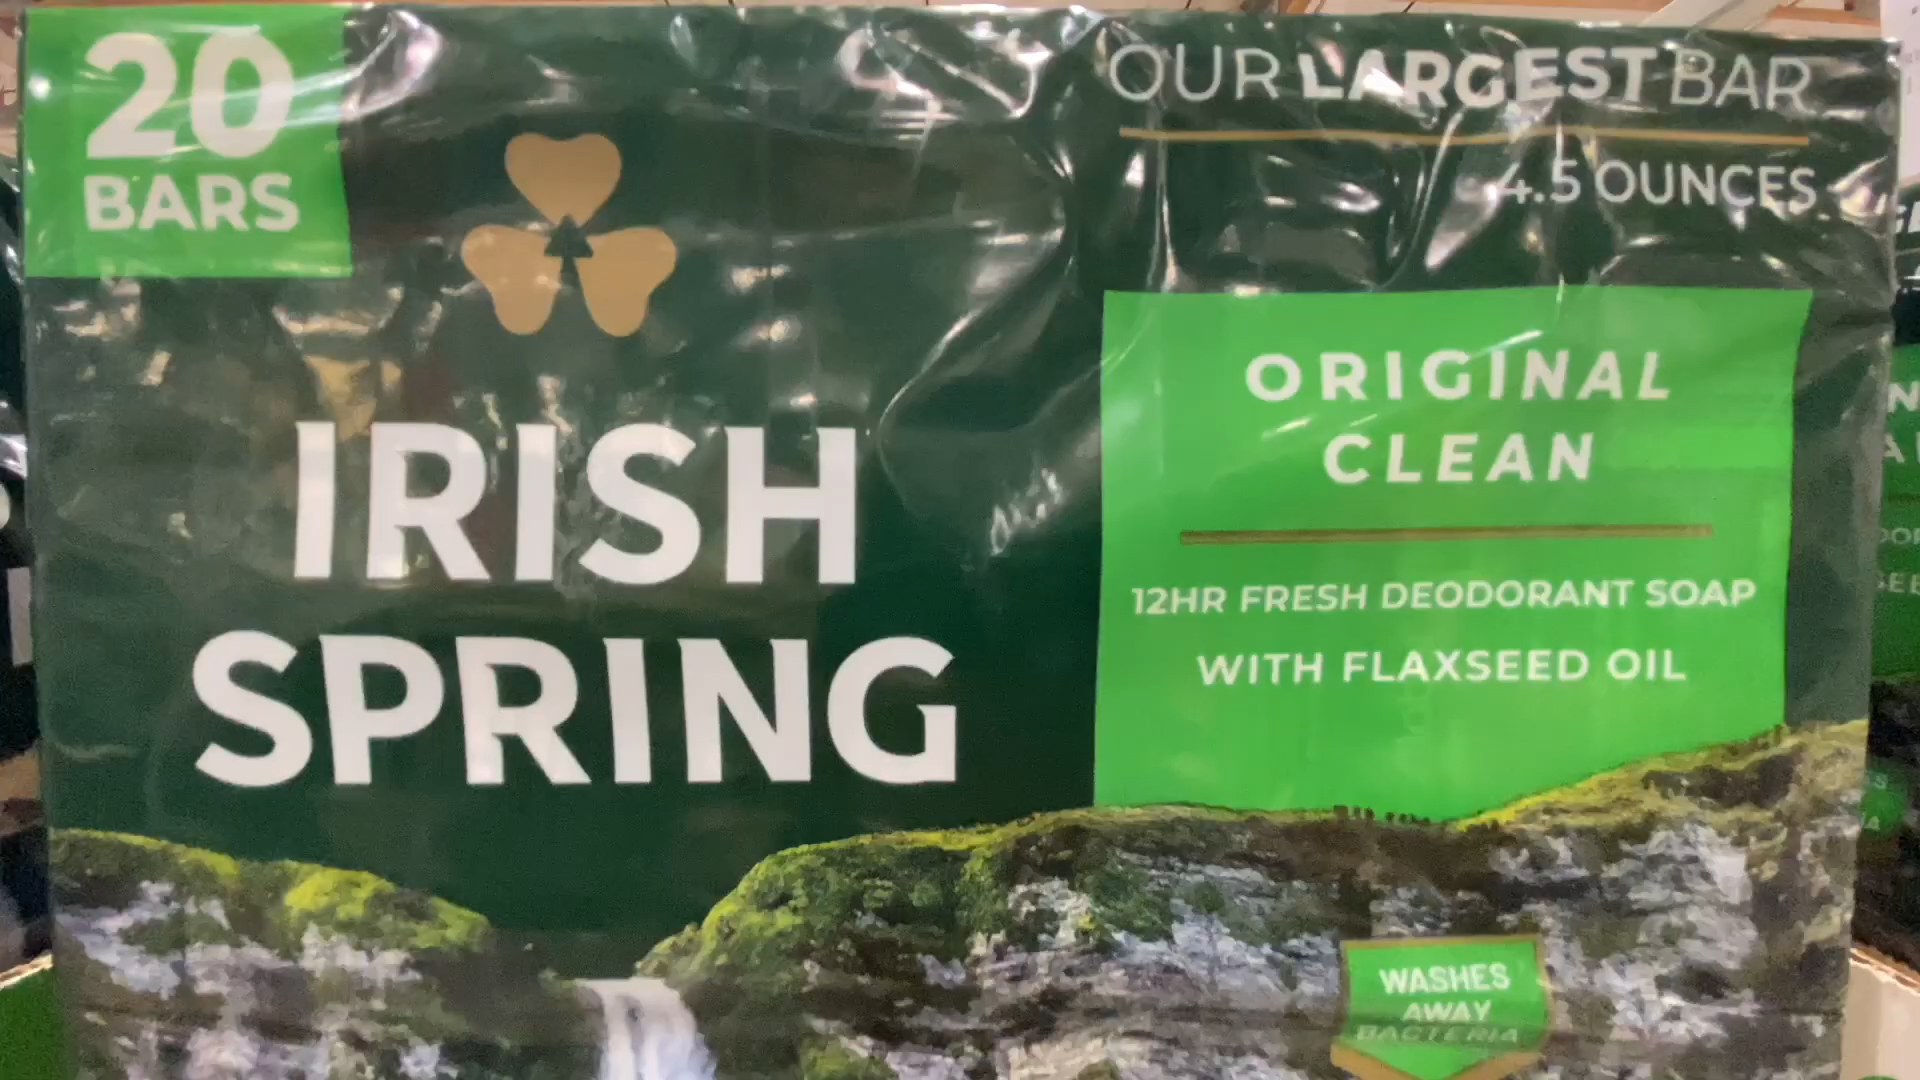 20
BARS
OUR LARGEST BAR
4.5 OUNCES
IRISH
SPRING
ORIGINAL
CLEAN
12HR FRESH DEODORANT SOAP
WITH FLAXSEED OIL
WASHES
AWAY
BACTERIA